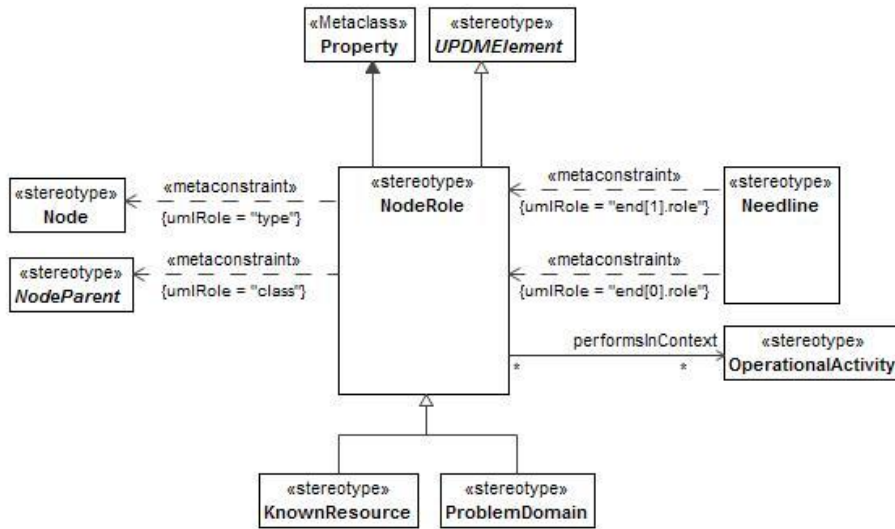 «Metaclass»
Property
«stereotype»
UPDMElement
«stereotype»
Node
«metaconstraint»
{umlRole = "type"}
«stereotype»
NodeRole
«metaconstraint»
{umlRole = "end[1].role"}
«stereotype»
Needline
«stereotype»
NodeParent
«metaconstraint»
{umlRole = "class"}
«metaconstraint»
{umlRole = "end[0].role"}
performsInContext
* *
«stereotype»
OperationalActivity
«stereotype»
KnownResource
«stereotype»
ProblemDomain